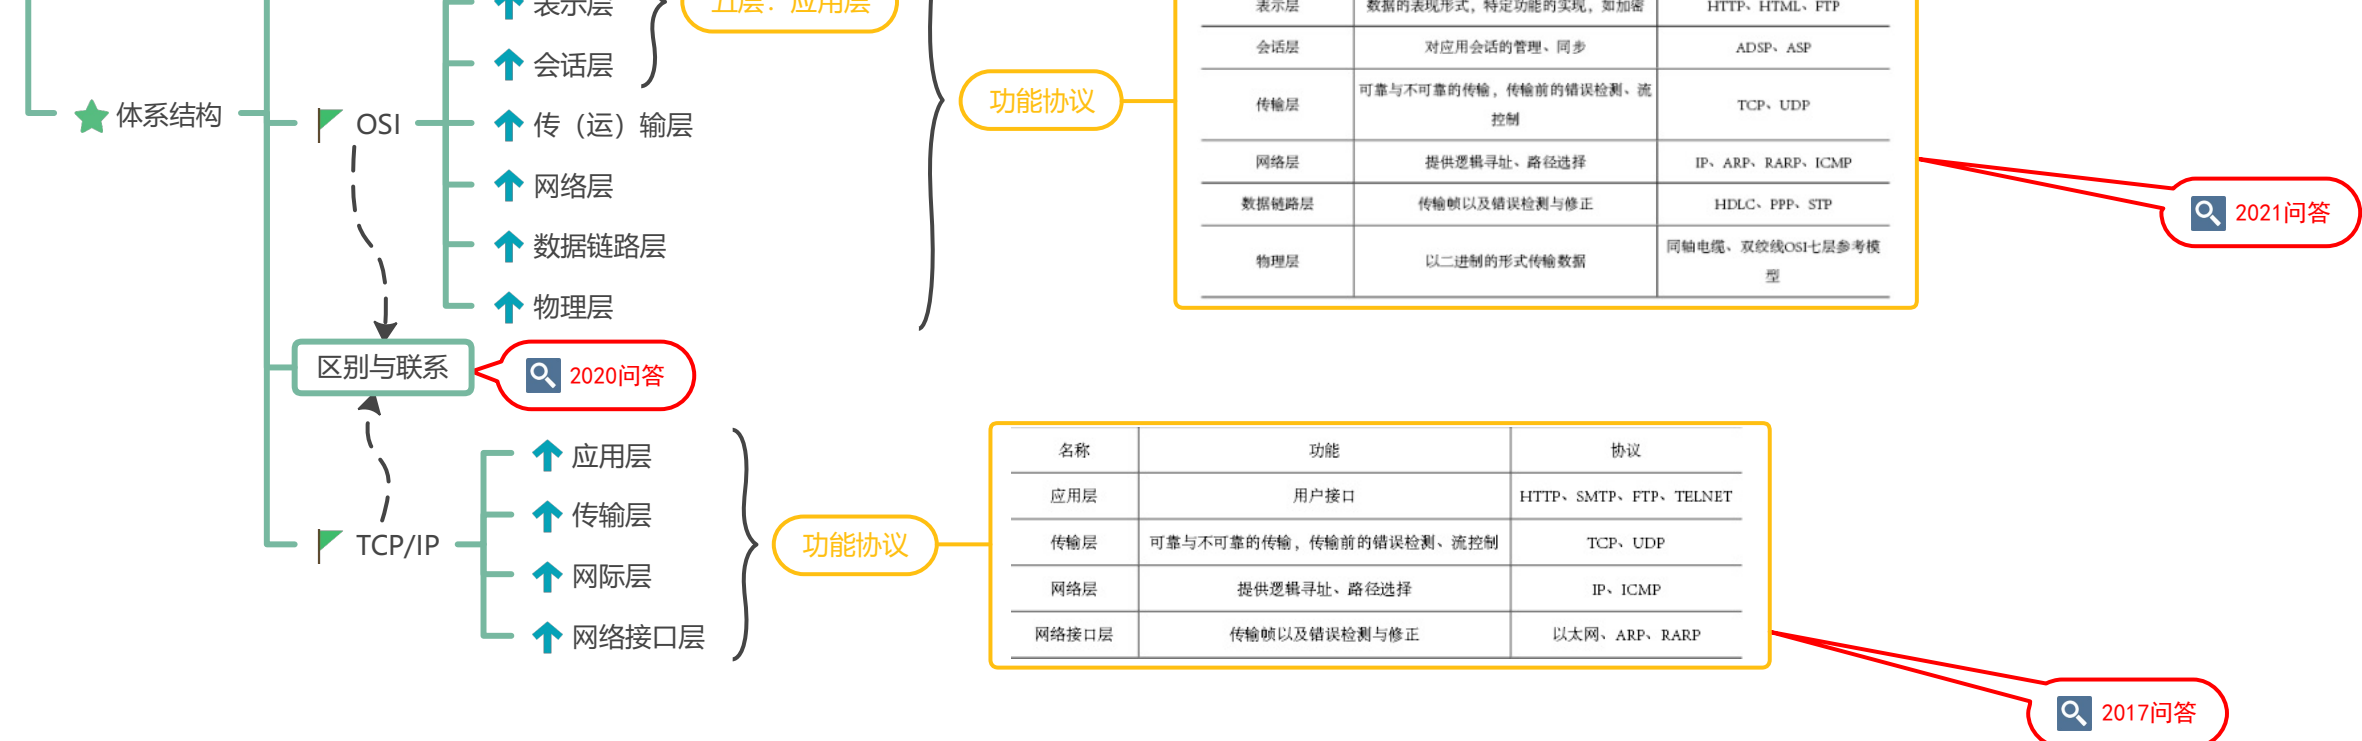 表示层
五层：应用层
会话层
体系结构
OSI
传（运）输层
网络层
数据链路层
物理层
功能协议
表示层 数据的表现形式，特定功能的实现，如加密 HTTP、HTML、FTP
会话层 对应用会话的管理、同步 ADSP、ASP
传输层 可靠与不可靠的传输，传输前的错误检测、流
控制 TCP、UDP
网络层 提供逻辑寻址、路径选择 IP、ARP、RARP、ICMP
数据链路层 传输帧以及错误检测与修正 HDLC、PPP、STP
物理层 以二进制的形式传输数据 同轴电缆、双绞线OSI七层参考模
型
2021问答
区别与联系
2020问答
TCP/IP
应用层
传输层
网际层
网络接口层
功能协议
名称 功能 协议
应用层 用户接口 HTTP、SMTP、FTP、TELNET
传输层 可靠与不可靠的传输，传输前的错误检测、流控制 TCP、UDP
网络层 提供逻辑寻址、路径选择 IP、ICMP
网络接口层 传输帧以及错误检测与修正 以太网、ARP、RARP
2017问答